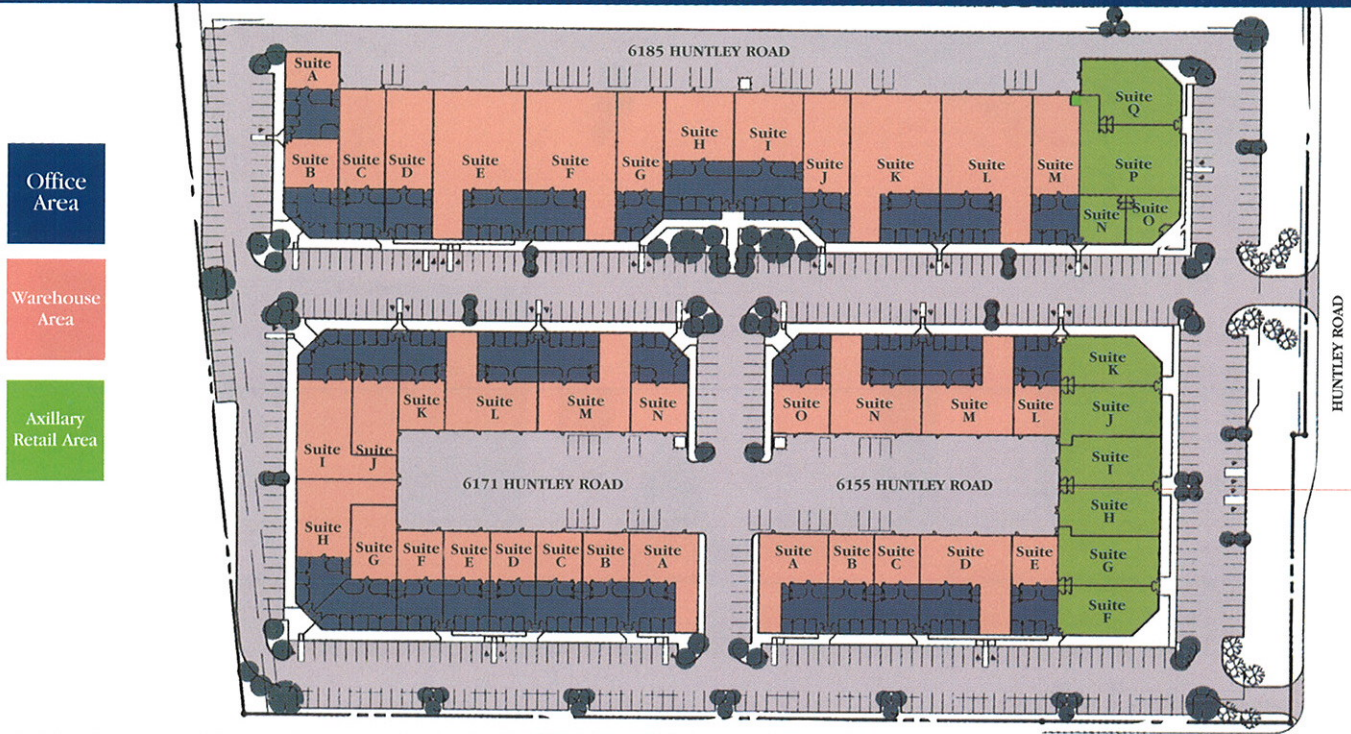 Office
Area
Warehouse
Area
Axillary
Retail Area
6185 HUNTLEY ROAD
Suite
A
Suite
B
Suite
C
Suite
D
Suite
E
Suite
F
Suite
G
Suite
H
Suite
I
Suite
J
Suite
K
Suite
L
Suite
M
Suite
N
Suite
O
Suite
P
Suite
Q
HUNTLEY ROAD
6171 HUNTLEY ROAD
Suite
K
Suite
L
Suite
M
Suite
N
Suite
I
Suite
J
Suite
H
Suite
G
Suite
F
Suite
E
Suite
D
Suite
C
Suite
B
Suite
A
6155 HUNTLEY ROAD
Suite
O
Suite
N
Suite
M
Suite
L
Suite
K
Suite
J
Suite
I
Suite
H
Suite
G
Suite
F
Suite
A
Suite
B
Suite
C
Suite
D
Suite
E